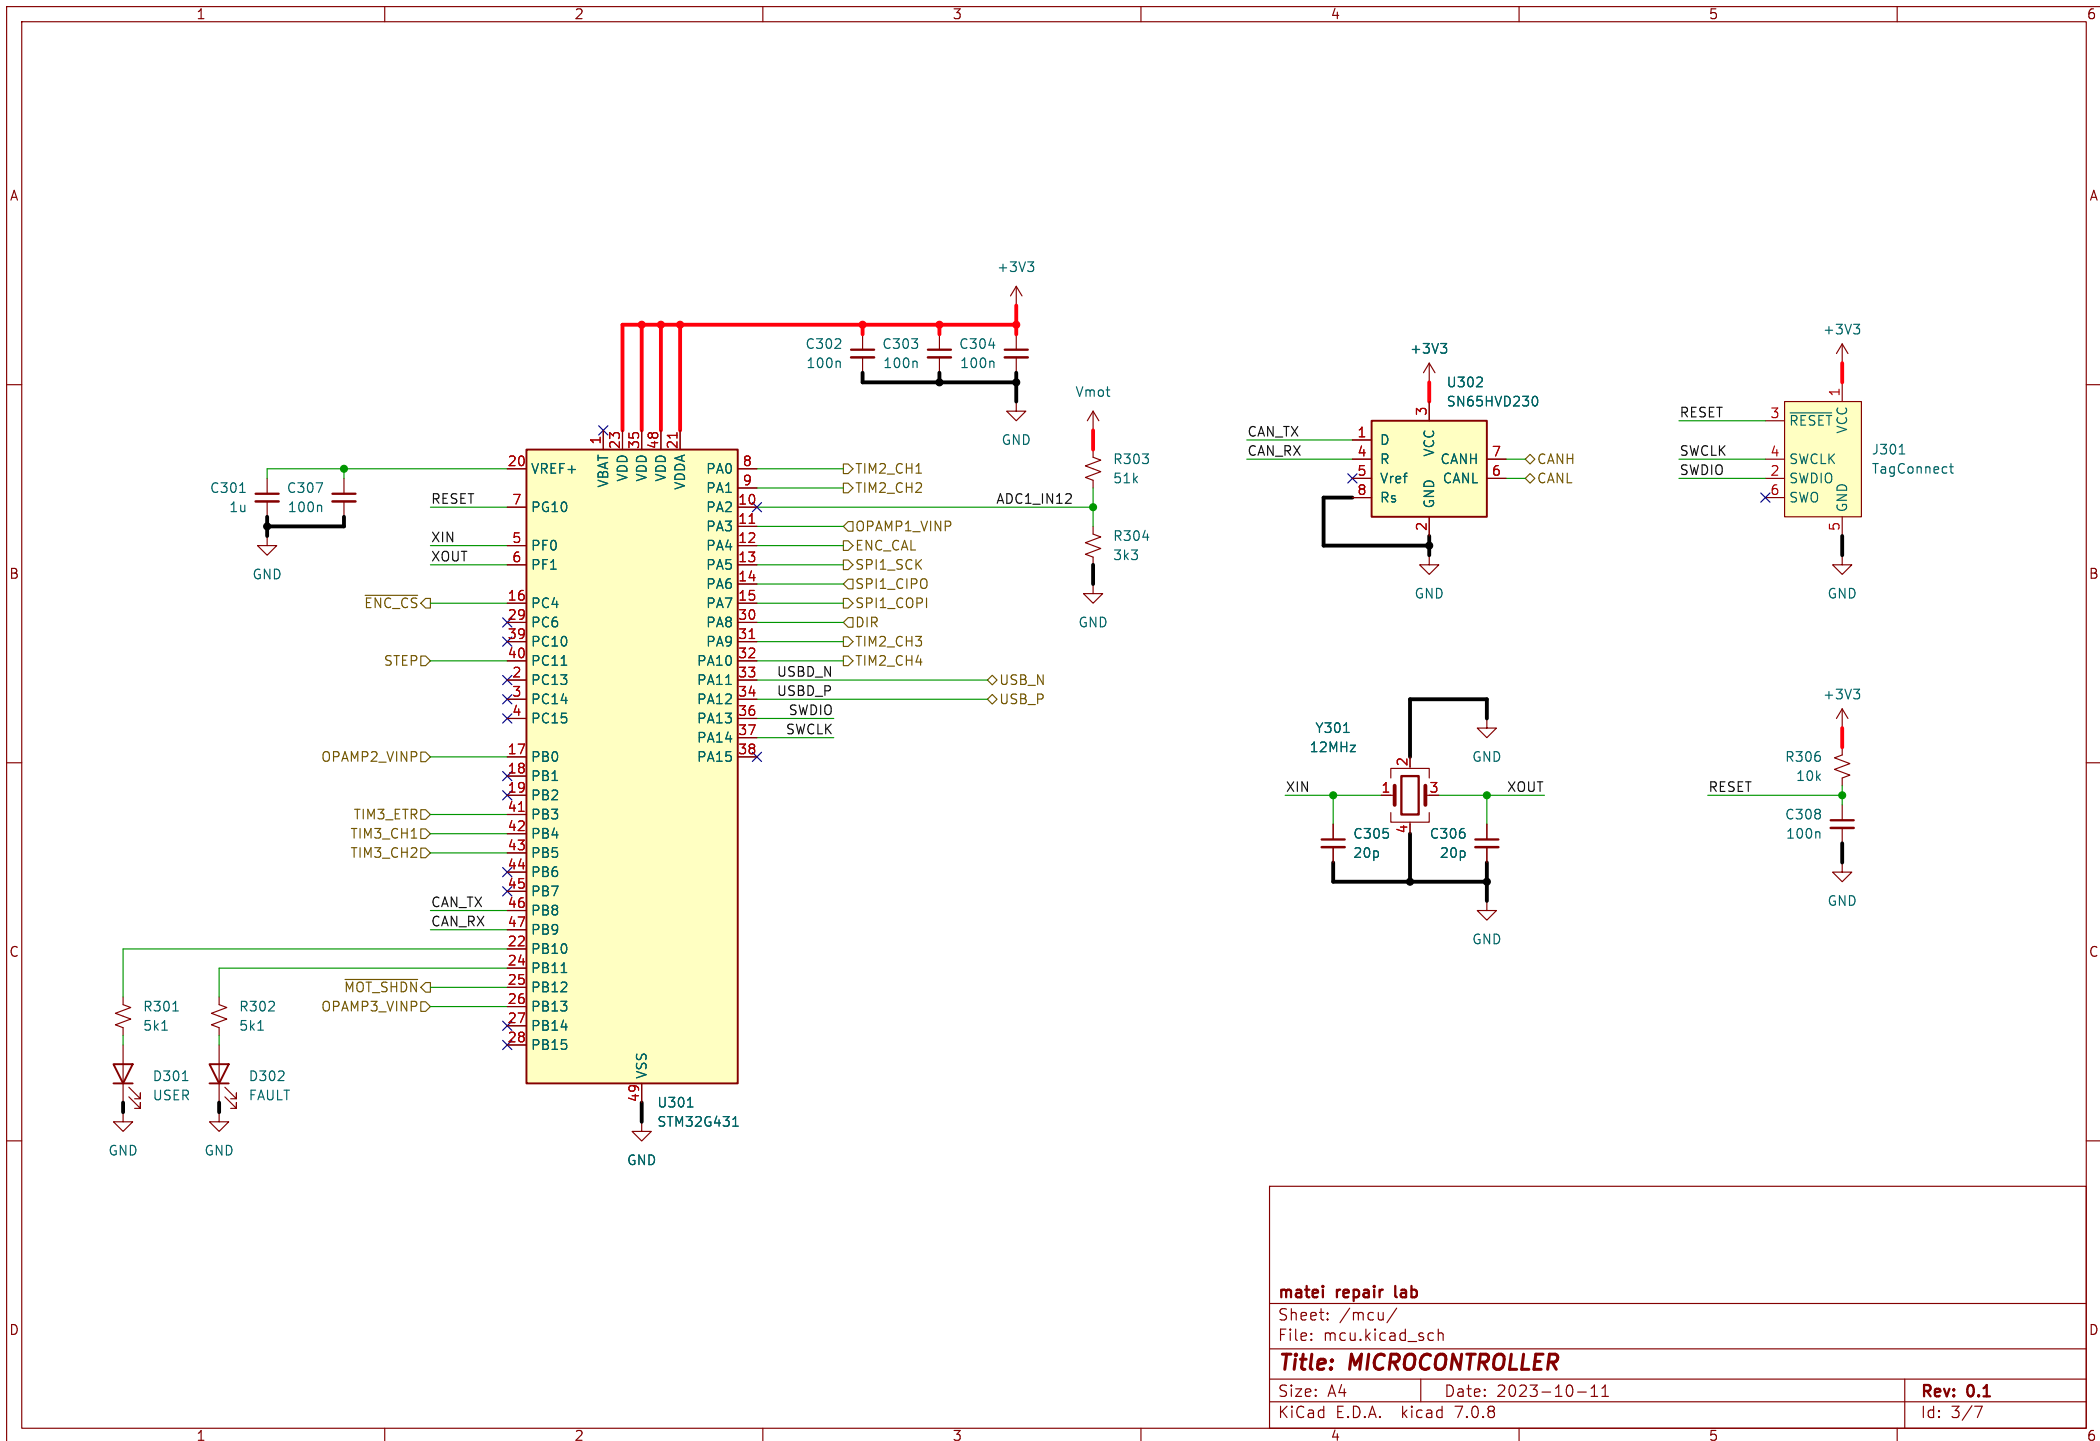 1 2 3 4 5 6
A A
B B
C C
D D
1 2 3 4 5 6
+3V3
C302
100n
C303
100n
C304
100n
GND
Vmot
R303
51k
R304
3k3
GND
C301
1u
C307
100n
GND
RESET
XIN
XOUT
ENC_CS
STEP
OPAMP2_VINP
TIM3_ETR
TIM3_CH1
TIM3_CH2
CAN_TX
CAN_RX
MOT_SHDN
OPAMP3_VINP
1 VBAT
23 VDD
35 VDD
48 VDD
21 VDDA
20 VREF+
7 PG10
5 PF0
6 PF1
16 PC4
29 PC6
39 PC10
40 PC11
2 PC13
3 PC14
4 PC15
17 PB0
18 PB1
19 PB2
41 PB3
42 PB4
43 PB5
44 PB6
45 PB7
46 PB8
47 PB9
22 PB10
24 PB11
25 PB12
26 PB13
27 PB14
28 PB15
PA0 8 TIM2_CH1
PA1 9 TIM2_CH2
PA2 10 ADC1_IN12
PA3 11 OPAMP1_VINP
PA4 12 ENC_CAL
PA5 13 SPI1_SCK
PA6 14 SPI1_CIPO
PA7 15 SPI1_COPI
PA8 30 DIR
PA9 31 TIM2_CH3
PA10 32 TIM2_CH4
PA11 33 USBD_N USB_N
PA12 34 USBD_P USB_P
PA13 36 SWDIO
PA14 37 SWCLK
PA15 38
VSS 49
U301
STM32G431
GND
R301
5k1
D301
USER
GND
R302
5k1
D302
FAULT
GND
+3V3
U302
SN65HVD230
CAN_TX 1 D
CAN_RX 4 R
5 Vref
8 Rs
3 VCC
GND 2
CANH 7 CANH
CANL 6 CANL
GND
+3V3
RESET 3 RESET
SWCLK 4 SWCLK
SWDIO 2 SWDIO
6 SWO
1 VCC
GND 5
J301
TagConnect
GND
Y301
12MHz
GND
XIN 1 2 3 4 XOUT
C305
20p
C306
20p
GND
+3V3
R306
10k
RESET
C308
100n
GND
matei repair lab
Sheet: /mcu/
File: mcu.kicad_sch
Title: MICROCONTROLLER
Size: A4 Date: 2023-10-11 Rev: 0.1
KiCad E.D.A. kicad 7.0.8 Id: 3/7